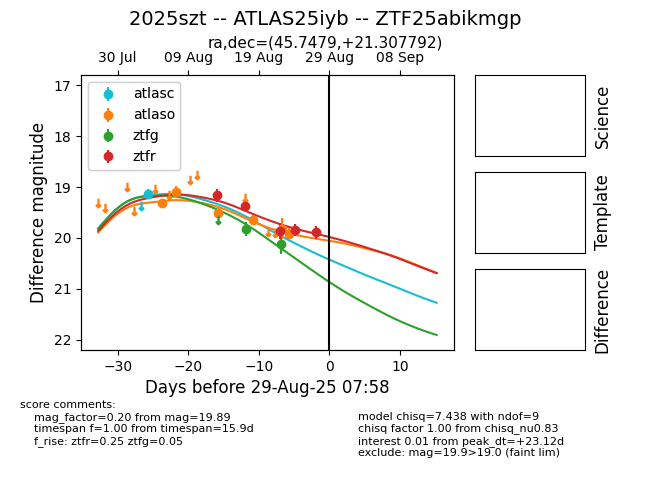 2025szt -- ATLAS25iyb -- ZTF25abikmgp
ra,dec=(45.7479,+21.307792)
30 Jul 09 Aug 19 Aug 29 Aug 08 Sep
17
18
19
20
21
22
Difference magnitude
atlasc
atlaso
ztfg
ztfr
−30 −20 −10 0 10
Days before 29-Aug-25 07:58
Science
Template
Difference
score comments:
mag_factor=0.20 from mag=19.89
timespan f=1.00 from timespan=15.9d
f_rise: ztfr=0.25 ztfg=0.05
model chisq=7.438 with ndof=9
chisq factor 1.00 from chisq_nu0.83
interest 0.01 from peak_dt=+23.12d
exclude: mag=19.9>19.0 (faint lim)